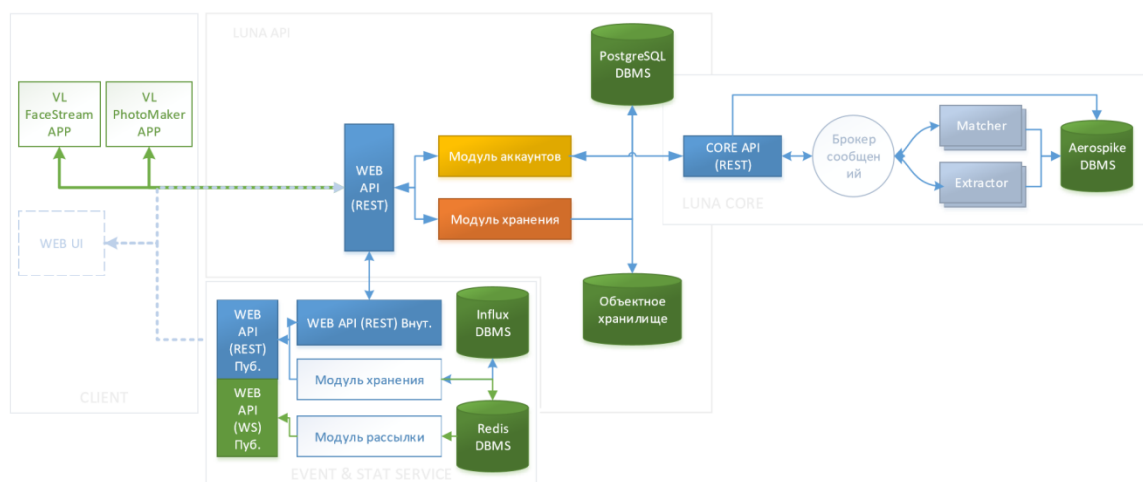 LUNA API
PostgreSQL
DBMS
VL
FaceStream
APP
VL
PhotoMaker
APP
WEB
API
(REST)
Модуль аккаунтов
Модуль хранения
CORE API
(REST)
Брокер
сообщен
ий
Matcher
Extractor
Aerospike
DBMS
LUNA CORE
WEB UI
Объектное
хранилище
WEB
API
(REST)
Пуб.
WEB API (REST) Внут.
Influx
DBMS
Модуль хранения
WEB
API
(WS)
Пуб.
Модуль рассылки
Redis
DBMS
CLIENT
EVENT & STAT SERVICE